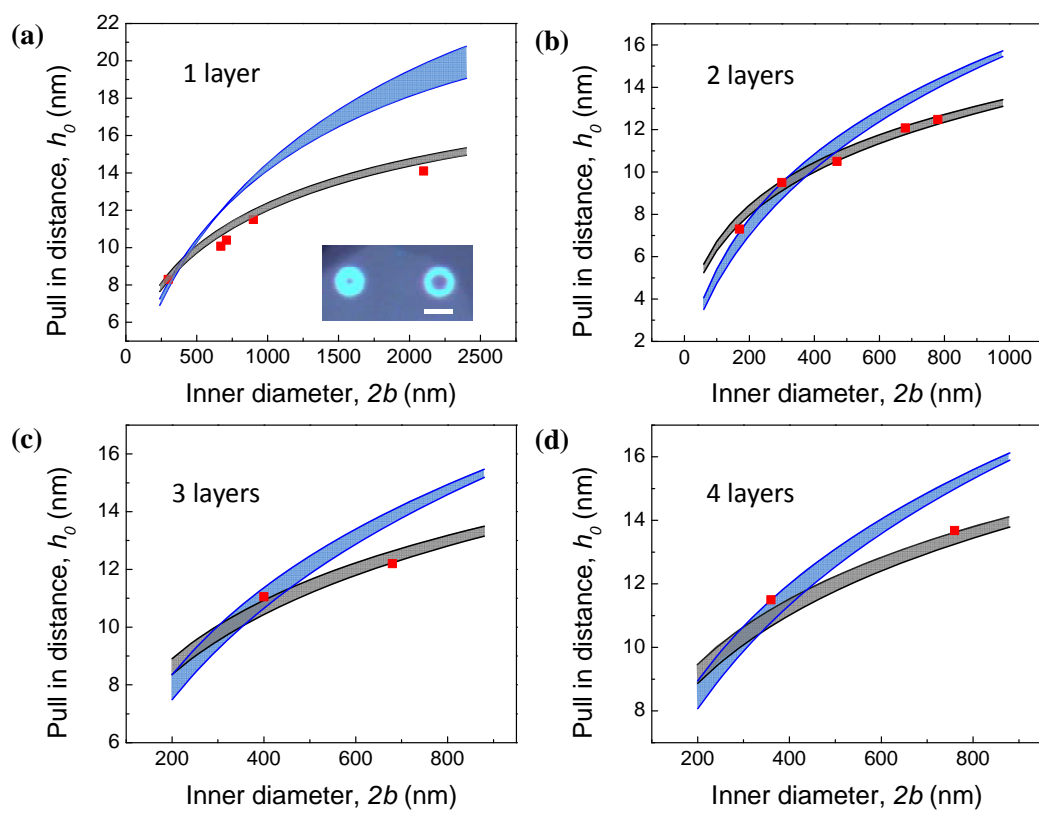 (a)
22
20
18
16
14
12
10
8
6
1 layer
0 500 1000 1500 2000 2500
Pull in distance, h₀ (nm)
Inner diameter, 2b (nm)
(b)
16
14
12
10
8
6
4
2
2 layers
0 200 400 600 800 1000
Pull in distance, h₀ (nm)
Inner diameter, 2b (nm)
(c)
16
14
12
10
8
6
3 layers
200 400 600 800
Pull in distance, h₀ (nm)
Inner diameter, 2b (nm)
(d)
16
14
12
10
8
4 layers
200 400 600 800
Pull in distance, h₀ (nm)
Inner diameter, 2b (nm)